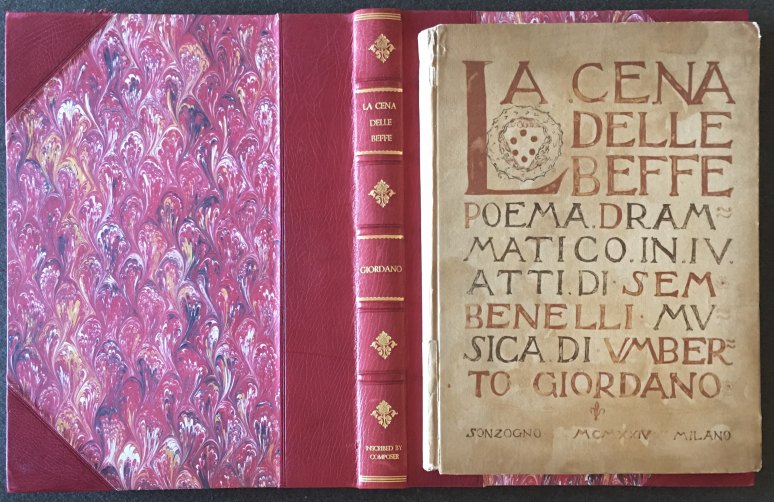 LA CENA
DELLE
BEFFE
GIORDANO
INSCRIBED BY
COMPOSER
LA CENA
DELLE
BEFFE
POEMA.DRAM≈
MATICO.IN.IV.
ATTI.DI.SEM
BENELLI.MV≈
SICA.DI.VMBER≈
TO GIORDANO
SONZOGNO MCMXXIV MILANO